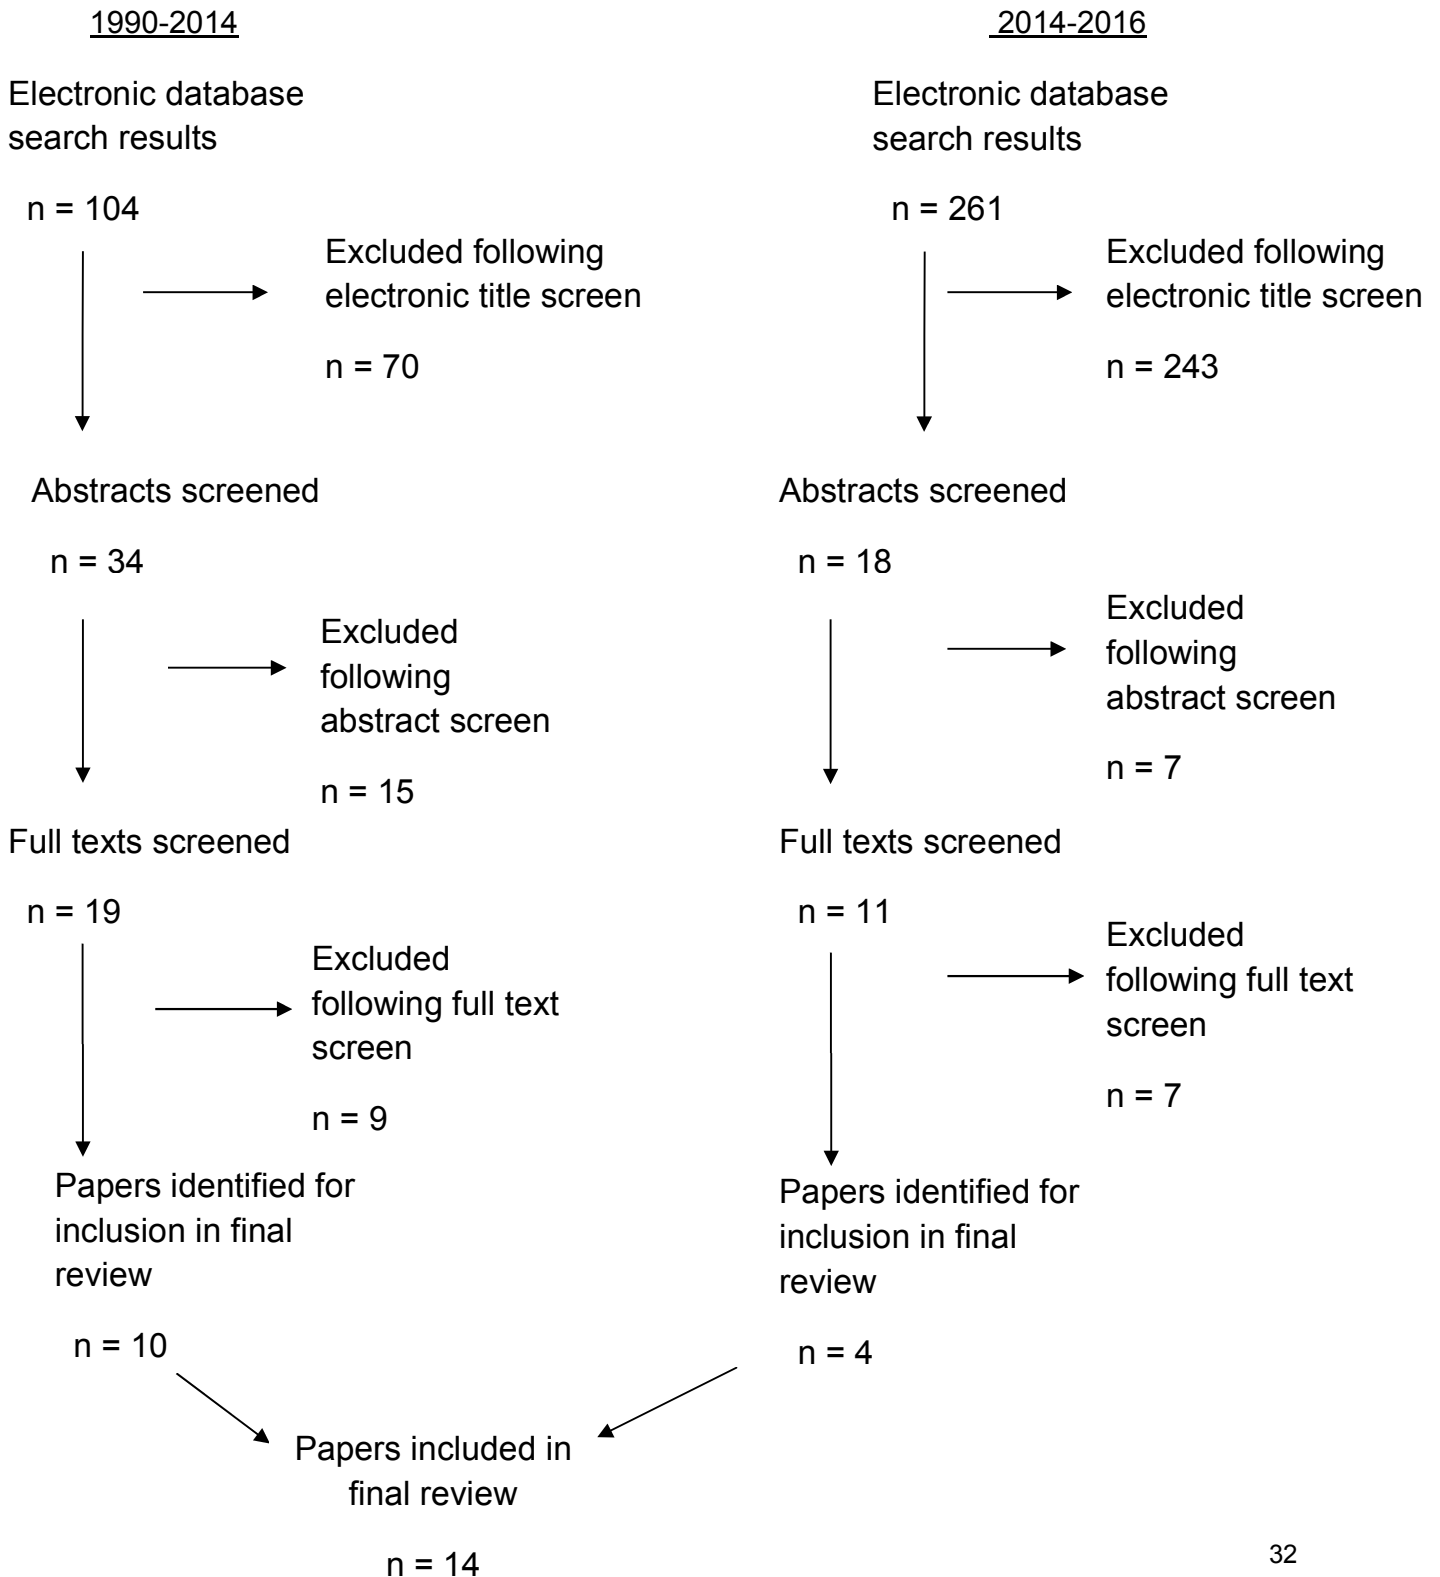 1990-2014
Electronic database
search results
n = 104
Excluded following
electronic title screen
n = 70
Abstracts screened
n = 34
Excluded
following
abstract screen
n = 15
Full texts screened
n = 19
Excluded
following full text
screen
n = 9
Papers identified for
inclusion in final
review
n = 10
2014-2016
Electronic database
search results
n = 261
Excluded following
electronic title screen
n = 243
Abstracts screened
n = 18
Excluded
following
abstract screen
n = 7
Full texts screened
n = 11
Excluded
following full text
screen
n = 7
Papers identified for
inclusion in final
review
n = 4
Papers included in
final review
n = 14
32